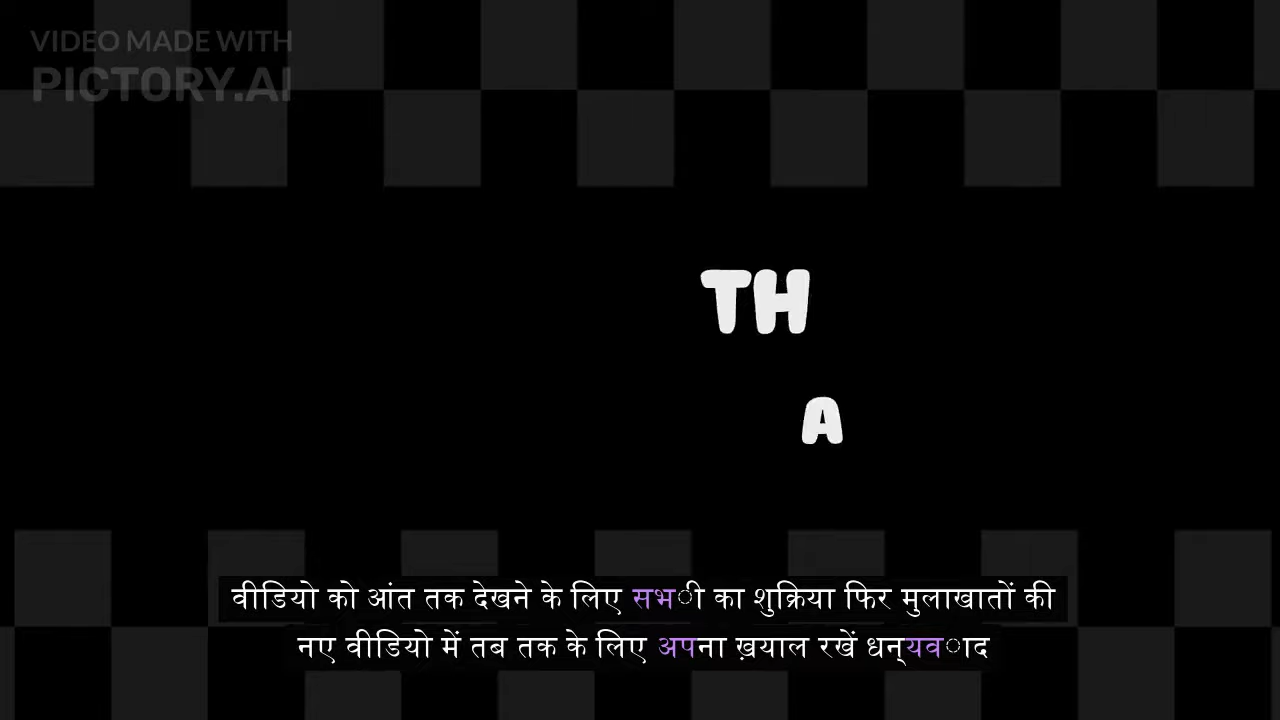 VIDEO MADE WITH
PICTORY.AI
TH
A
वीडियो को आंत तक देखने के लिए सभी का शुक्रिया फिर मुलाखातों की
नए वीडियो में तब तक के लिए अपना ख़याल रखें धन्यवाद